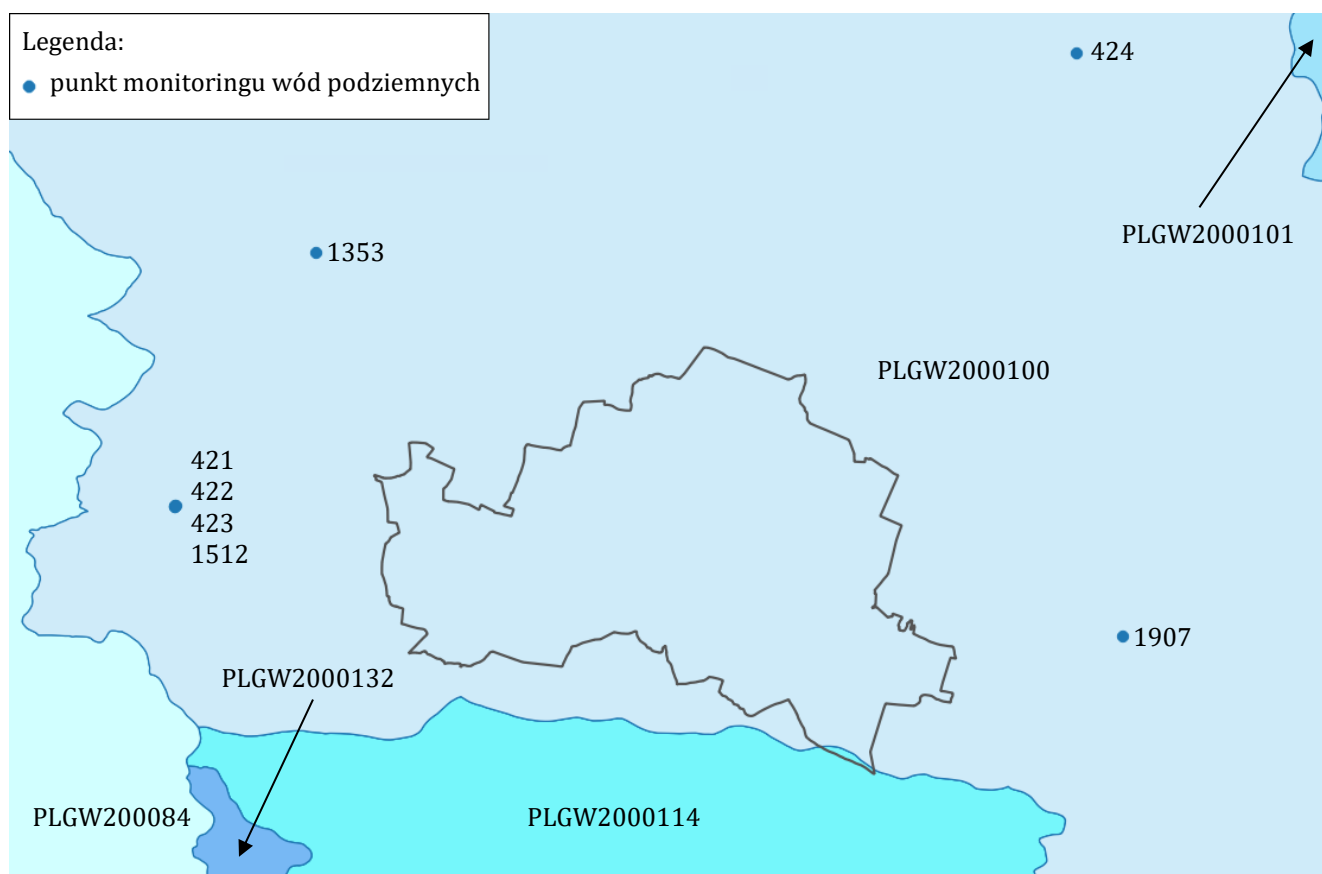 Legenda:
punkt monitoringu wód podziemnych
424
PLGW2000101
1353
PLGW2000100
421
422
423
1512
1907
PLGW2000132
PLGW200084
PLGW2000114